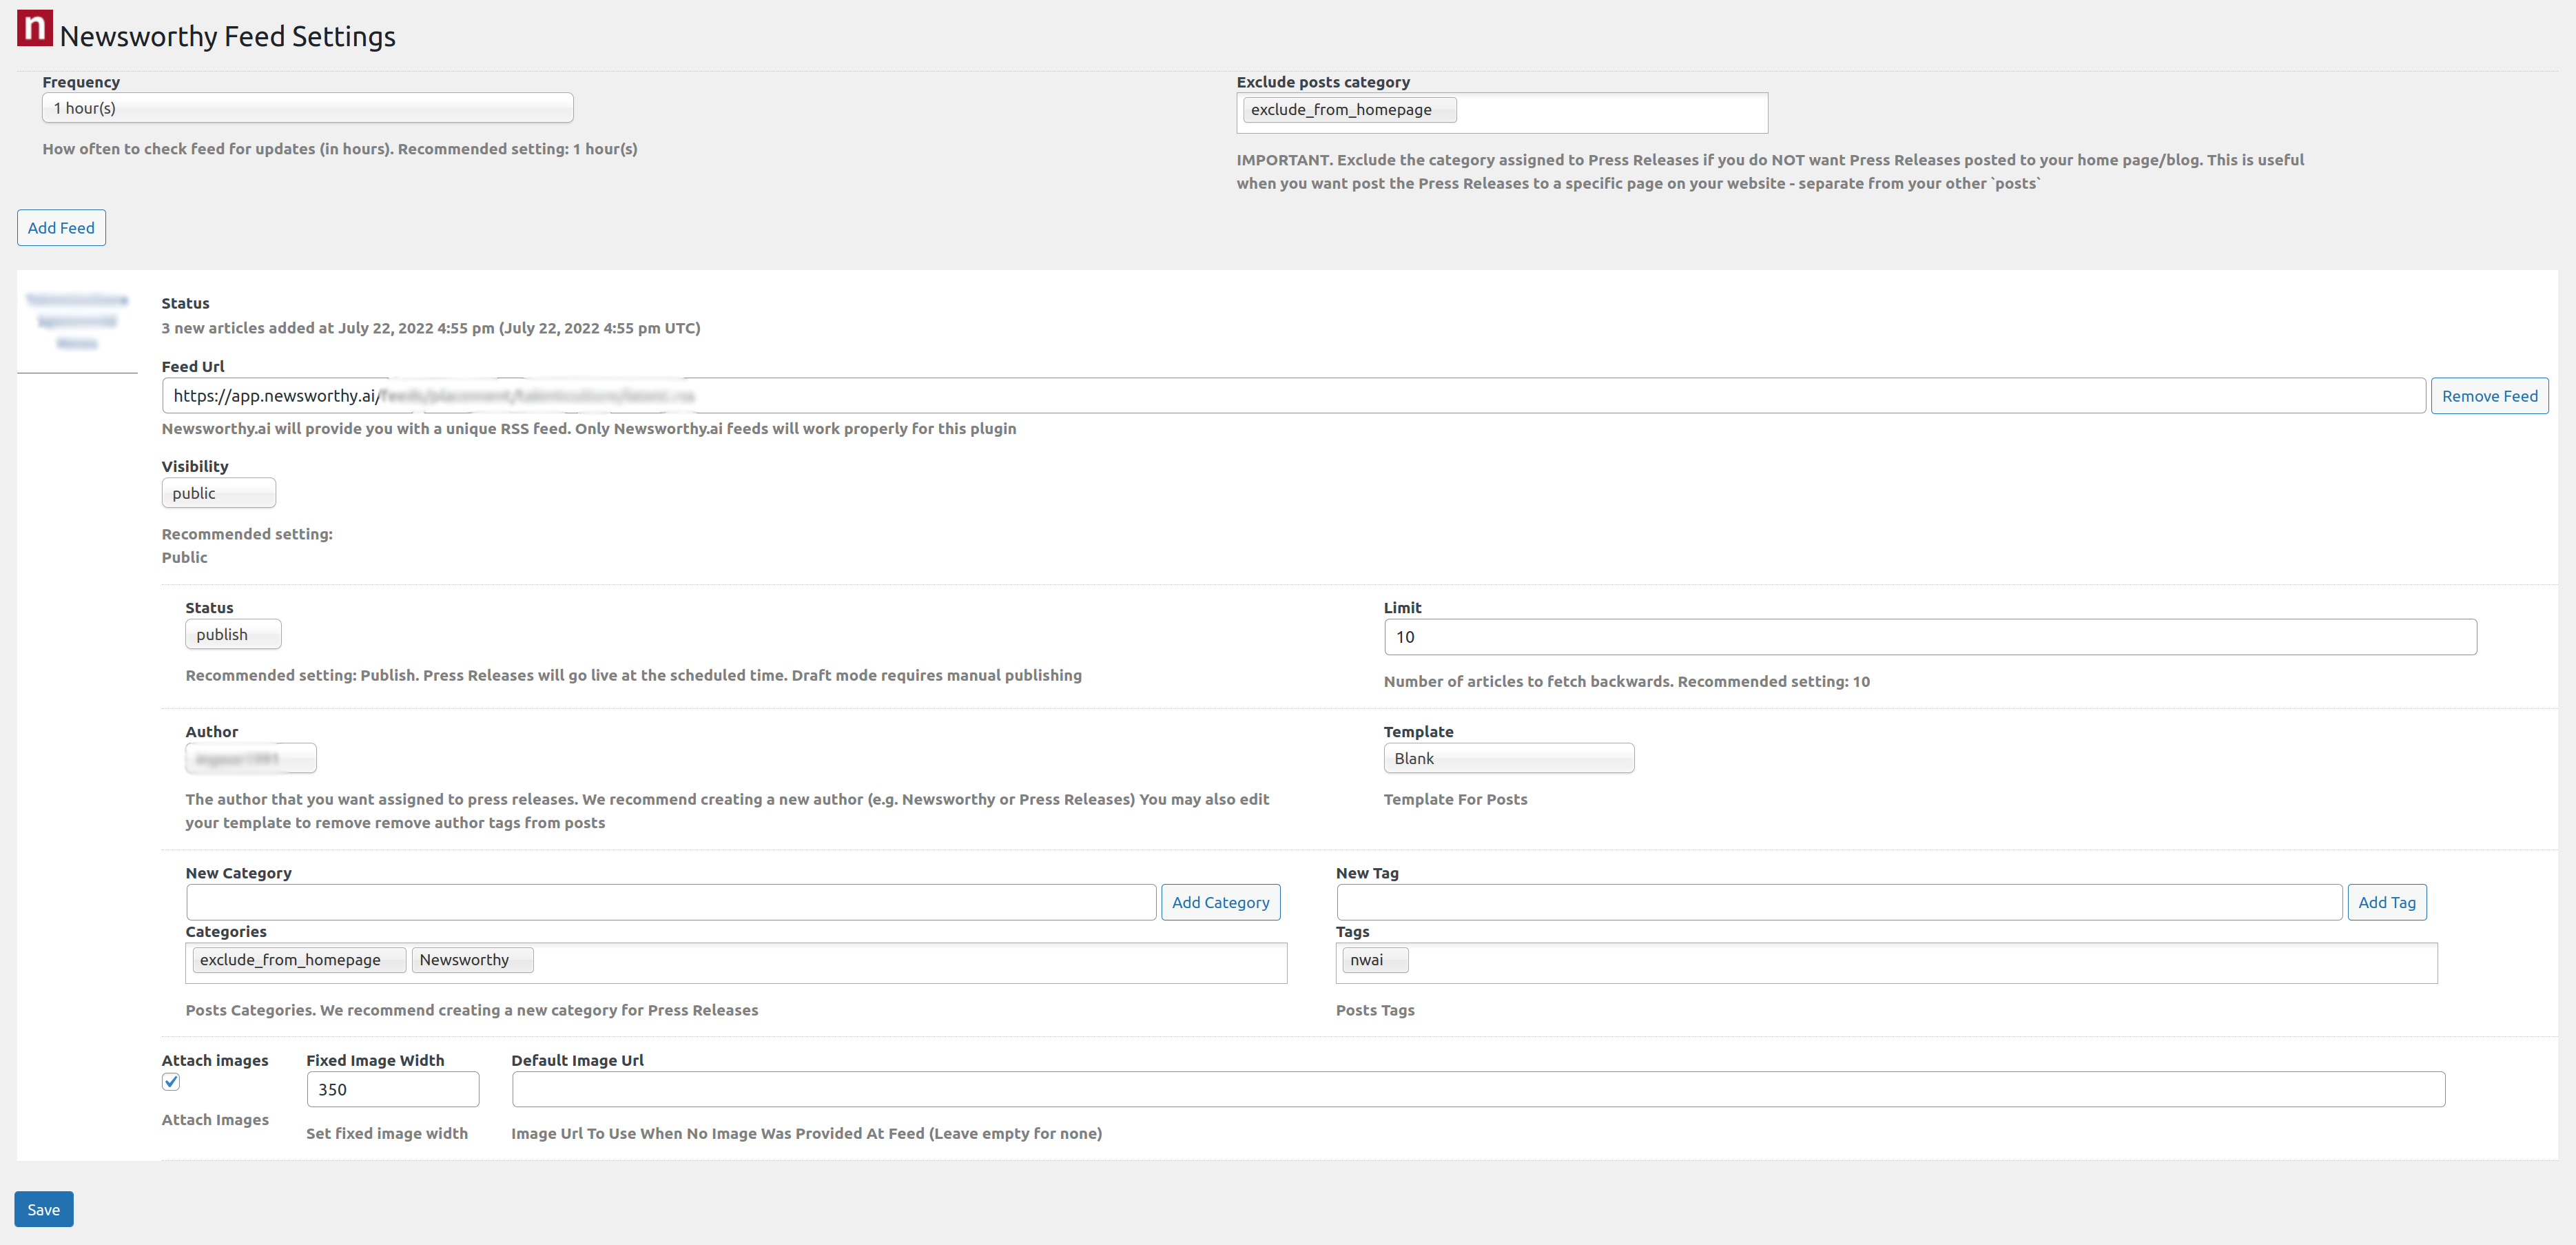 n Newsworthy Feed Settings
Frequency
1 hour(s)
How often to check feed for updates (in hours). Recommended setting: 1 hour(s)
Exclude posts category
exclude_from_homepage
IMPORTANT. Exclude the category assigned to Press Releases if you do NOT want Press Releases posted to your home page/blog. This is useful
when you want post the Press Releases to a specific page on your website - separate from your other `posts`
Add Feed
Status
3 new articles added at July 22, 2022 4:55 pm (July 22, 2022 4:55 pm UTC)
Feed Url
https://app.newsworthy.ai/
Remove Feed
Newsworthy.ai will provide you with a unique RSS feed. Only Newsworthy.ai feeds will work properly for this plugin
Visibility
public
Recommended setting:
Public
Status
publish
Recommended setting: Publish. Press Releases will go live at the scheduled time. Draft mode requires manual publishing
Limit
10
Number of articles to fetch backwards. Recommended setting: 10
Author
The author that you want assigned to press releases. We recommend creating a new author (e.g. Newsworthy or Press Releases) You may also edit
your template to remove remove author tags from posts
Template
Blank
Template For Posts
New Category
Add Category
Categories
exclude_from_homepage Newsworthy
Posts Categories. We recommend creating a new category for Press Releases
New Tag
Add Tag
Tags
nwai
Posts Tags
Attach images
Attach Images
Fixed Image Width
350
Set fixed image width
Default Image Url
Image Url To Use When No Image Was Provided At Feed (Leave empty for none)
Save